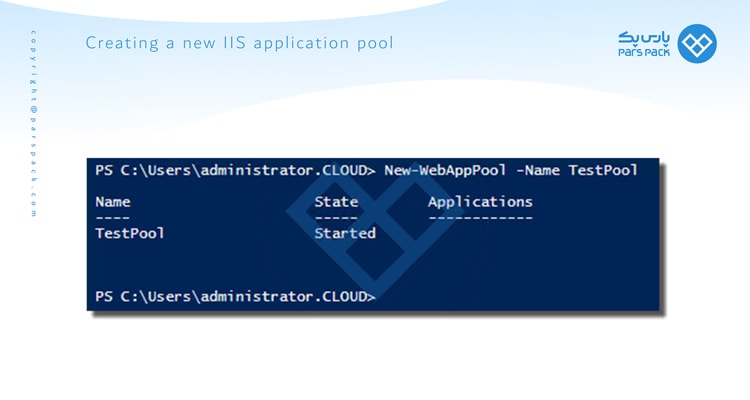 Creating a new IIS application pool
پارس پک
PARS PACK
copyright@parspack.com
PS C:\Users\administrator.CLOUD> New-WebAppPool -Name TestPool
Name State Applications
---- ----- ------------
TestPool Started
PS C:\Users\administrator.CLOUD>